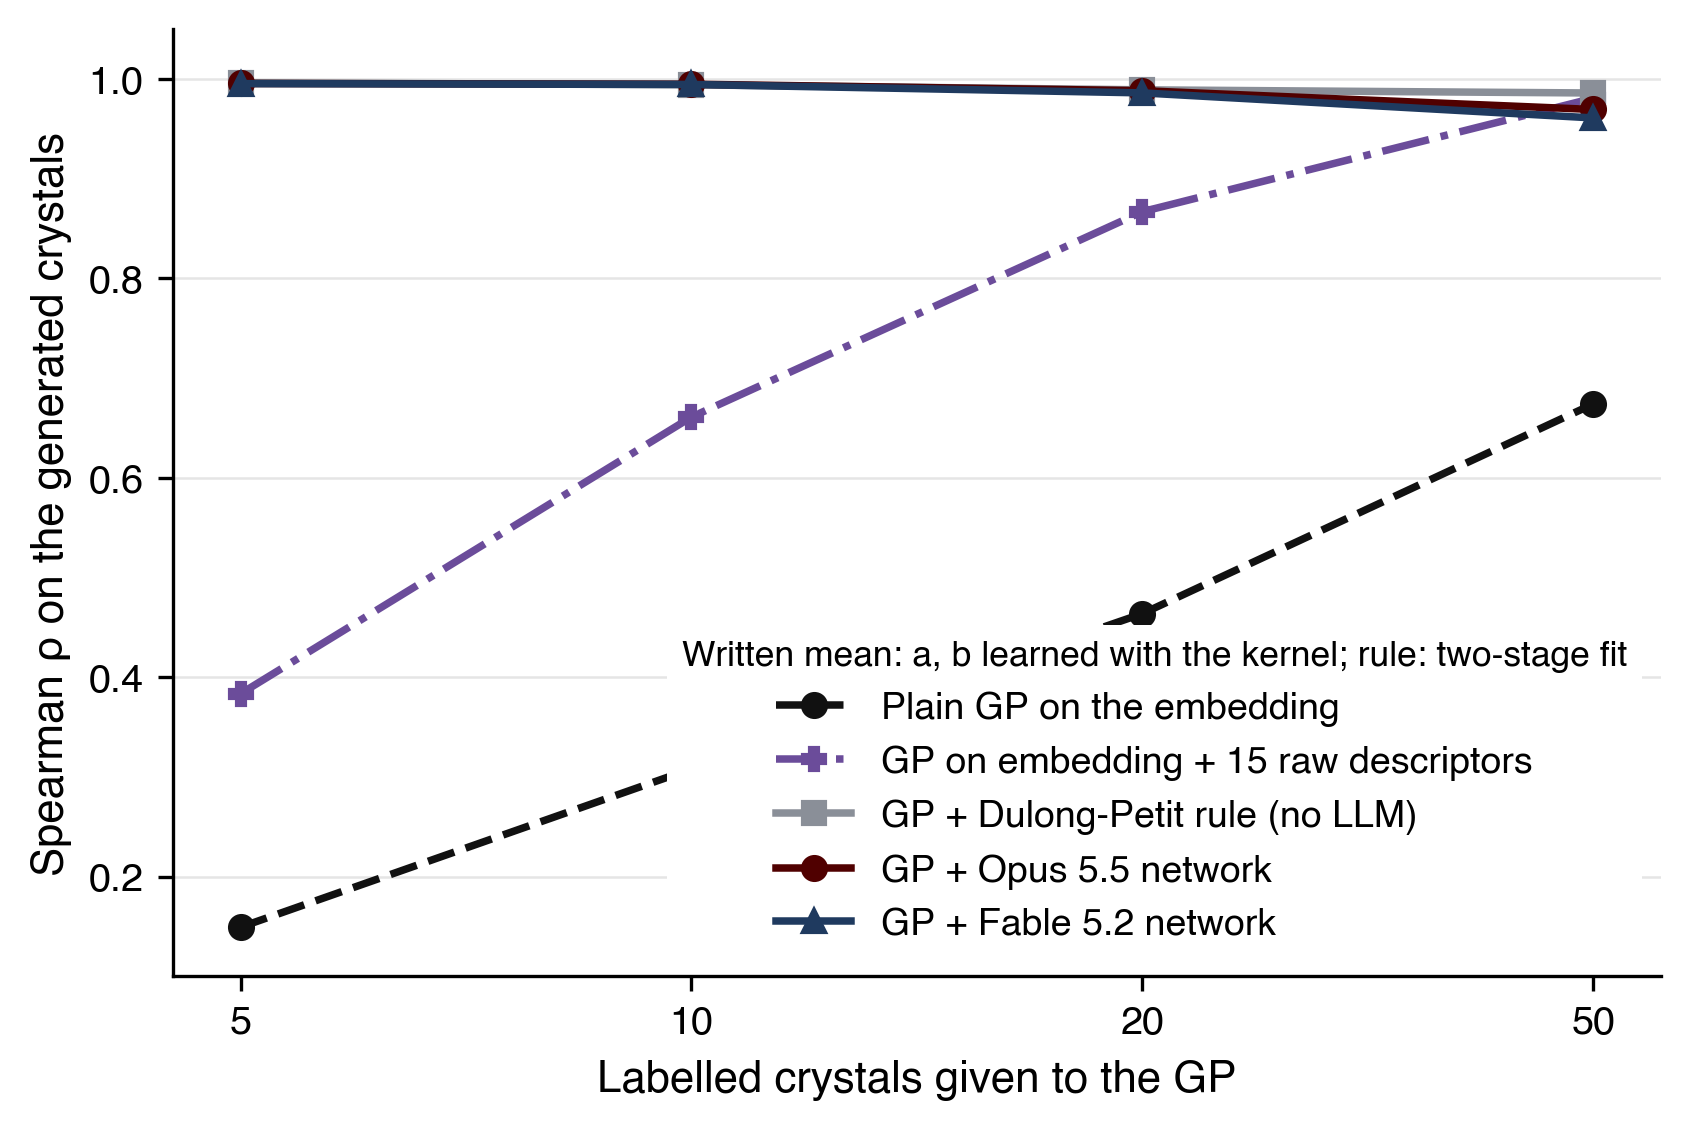 Spearman ρ on the generated crystals
1.0
0.8
0.6
0.4
0.2
Written mean: a, b learned with the kernel; rule: two-stage fit
Plain GP on the embedding
GP on embedding + 15 raw descriptors
GP + Dulong-Petit rule (no LLM)
GP + Opus 5.5 network
GP + Fable 5.2 network
5 10 20 50
Labelled crystals given to the GP